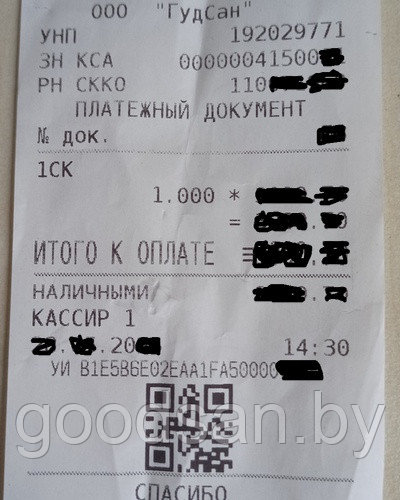 ООО "ГудСан"
УНП 192029771
ЗН КСА 00000041500
РН СККО 110
ПЛАТЕЖНЫЙ ДОКУМЕНТ
№ док.
1СК
1.000 *
=
ИТОГО К ОПЛАТЕ =
НАЛИЧНЫМИ
КАССИР 1
.20 14:30
УИ B1E5B6E02EAA1FA50000
goodsan.by
СПАСИБО